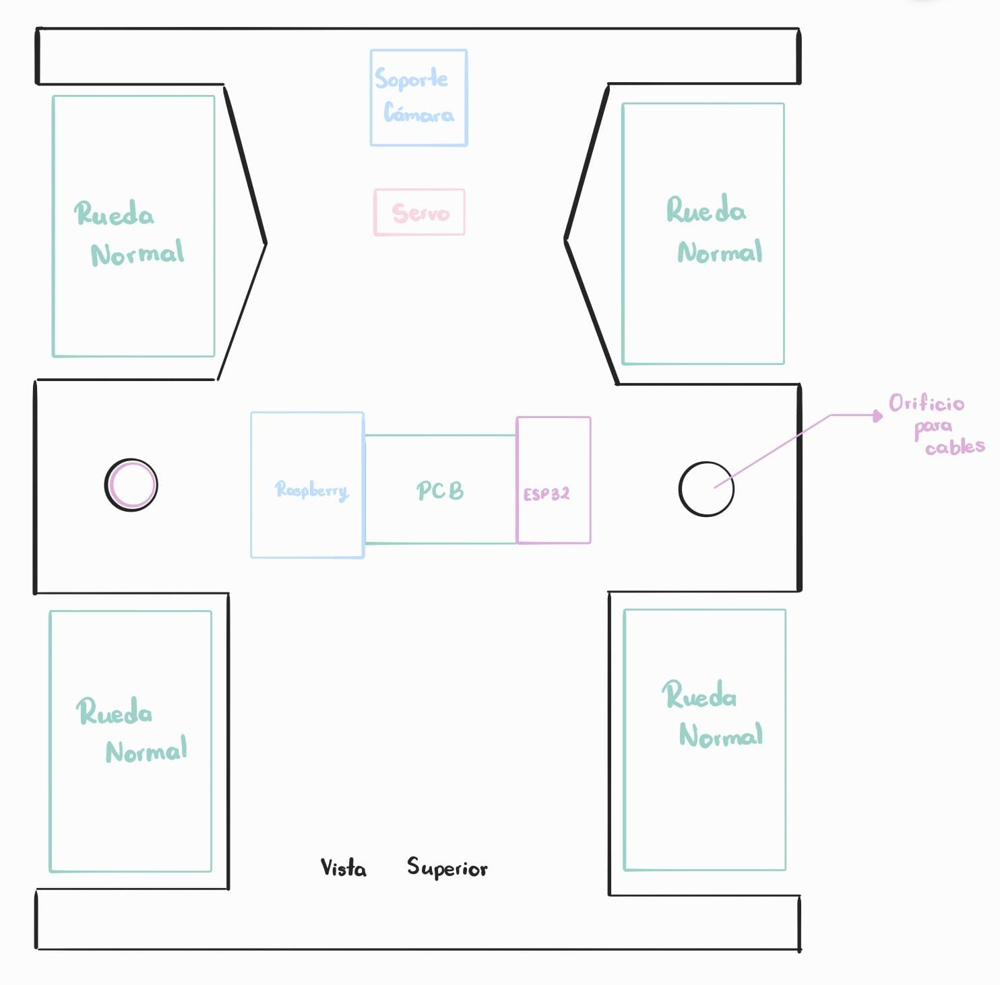 Soporte
Cámara
Servo
Rueda
Normal
Rueda
Normal
Orificio
para
cables
Raspberry
PCB
ESP32
Rueda
Normal
Rueda
Normal
Vista Superior